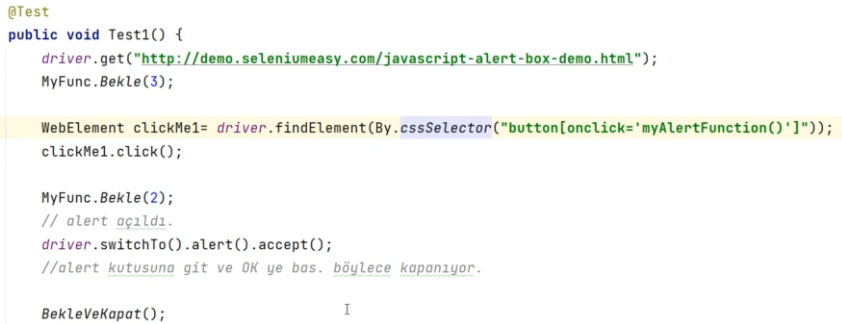 @Test
public void Test1() {
driver.get("http://demo.seleniumeasy.com/javascript-alert-box-demo.html");
MyFunc.Bekle(3);
WebElement clickMe1= driver.findElement(By.cssSelector("button[onclick='myAlertFunction()']"));
clickMe1.click();
MyFunc.Bekle(2);
// alert açıldı.
driver.switchTo().alert().accept();
//alert kutusuna git ve OK ye bas. böylece kapanıyor.
BekleVeKapat();